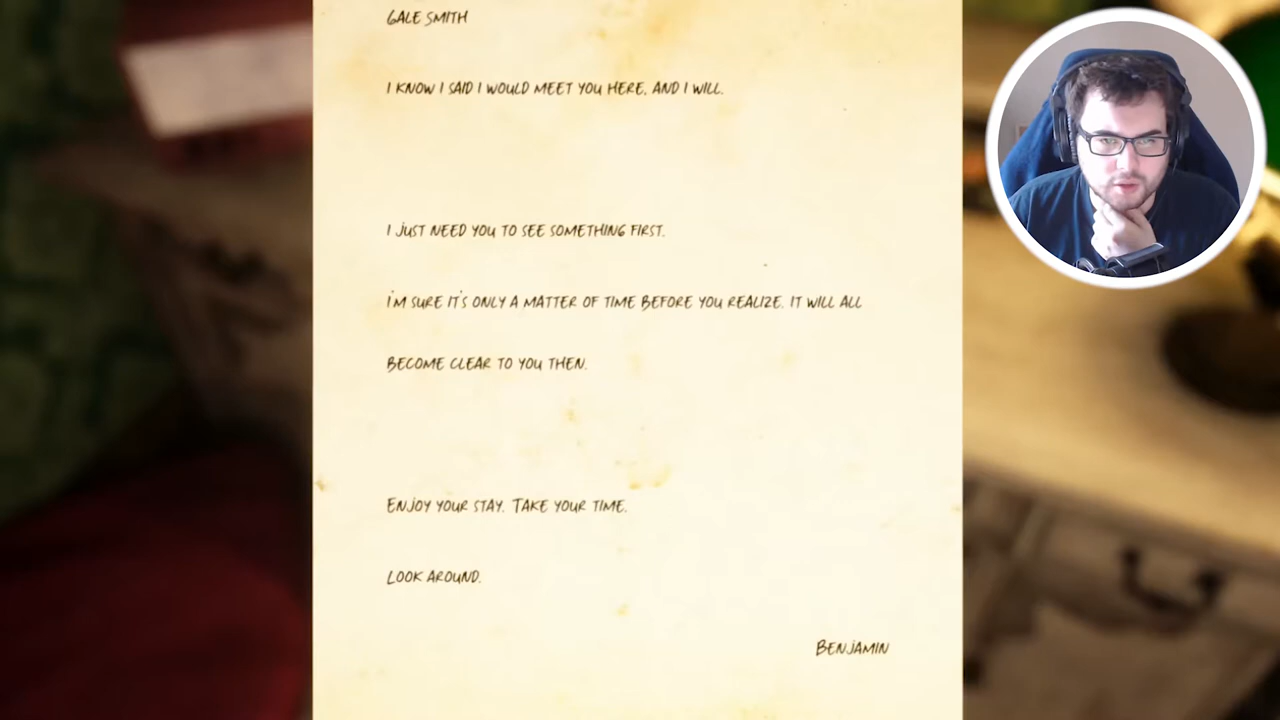 GALE SMITH
I KNOW I SAID I WOULD MEET YOU HERE, AND I WILL.
I JUST NEED YOU TO SEE SOMETHING FIRST.
I'M SURE IT'S ONLY A MATTER OF TIME BEFORE YOU REALIZE. IT WILL ALL
BECOME CLEAR TO YOU THEN.
ENJOY YOUR STAY. TAKE YOUR TIME.
LOOK AROUND.
BENJAMIN